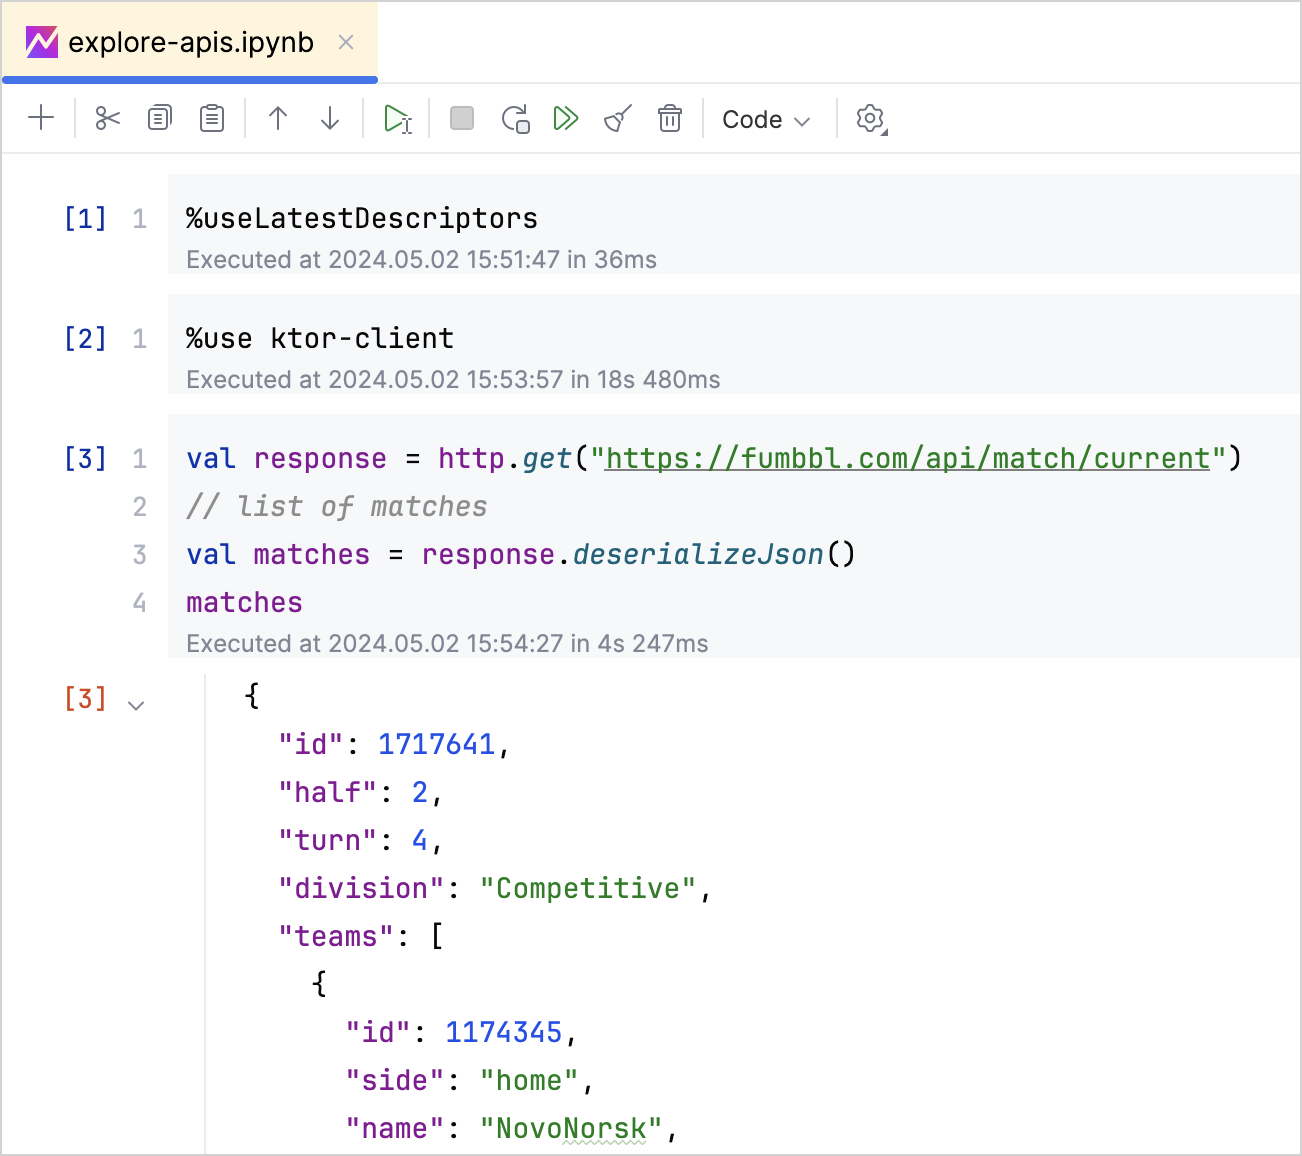 explore-apis.ipynb
Code
[1] 1 %useLatestDescriptors
Executed at 2024.05.02 15:51:47 in 36ms
[2] 1 %use ktor-client
Executed at 2024.05.02 15:53:57 in 18s 480ms
[3] 1 val response = http.get("https://fumbbl.com/api/match/current")
2 // list of matches
3 val matches = response.deserializeJson()
4 matches
Executed at 2024.05.02 15:54:27 in 4s 247ms
[3] {
"id": 1717641,
"half": 2,
"turn": 4,
"division": "Competitive",
"teams": [
{
"id": 1174345,
"side": "home",
"name": "NovoNorsk",